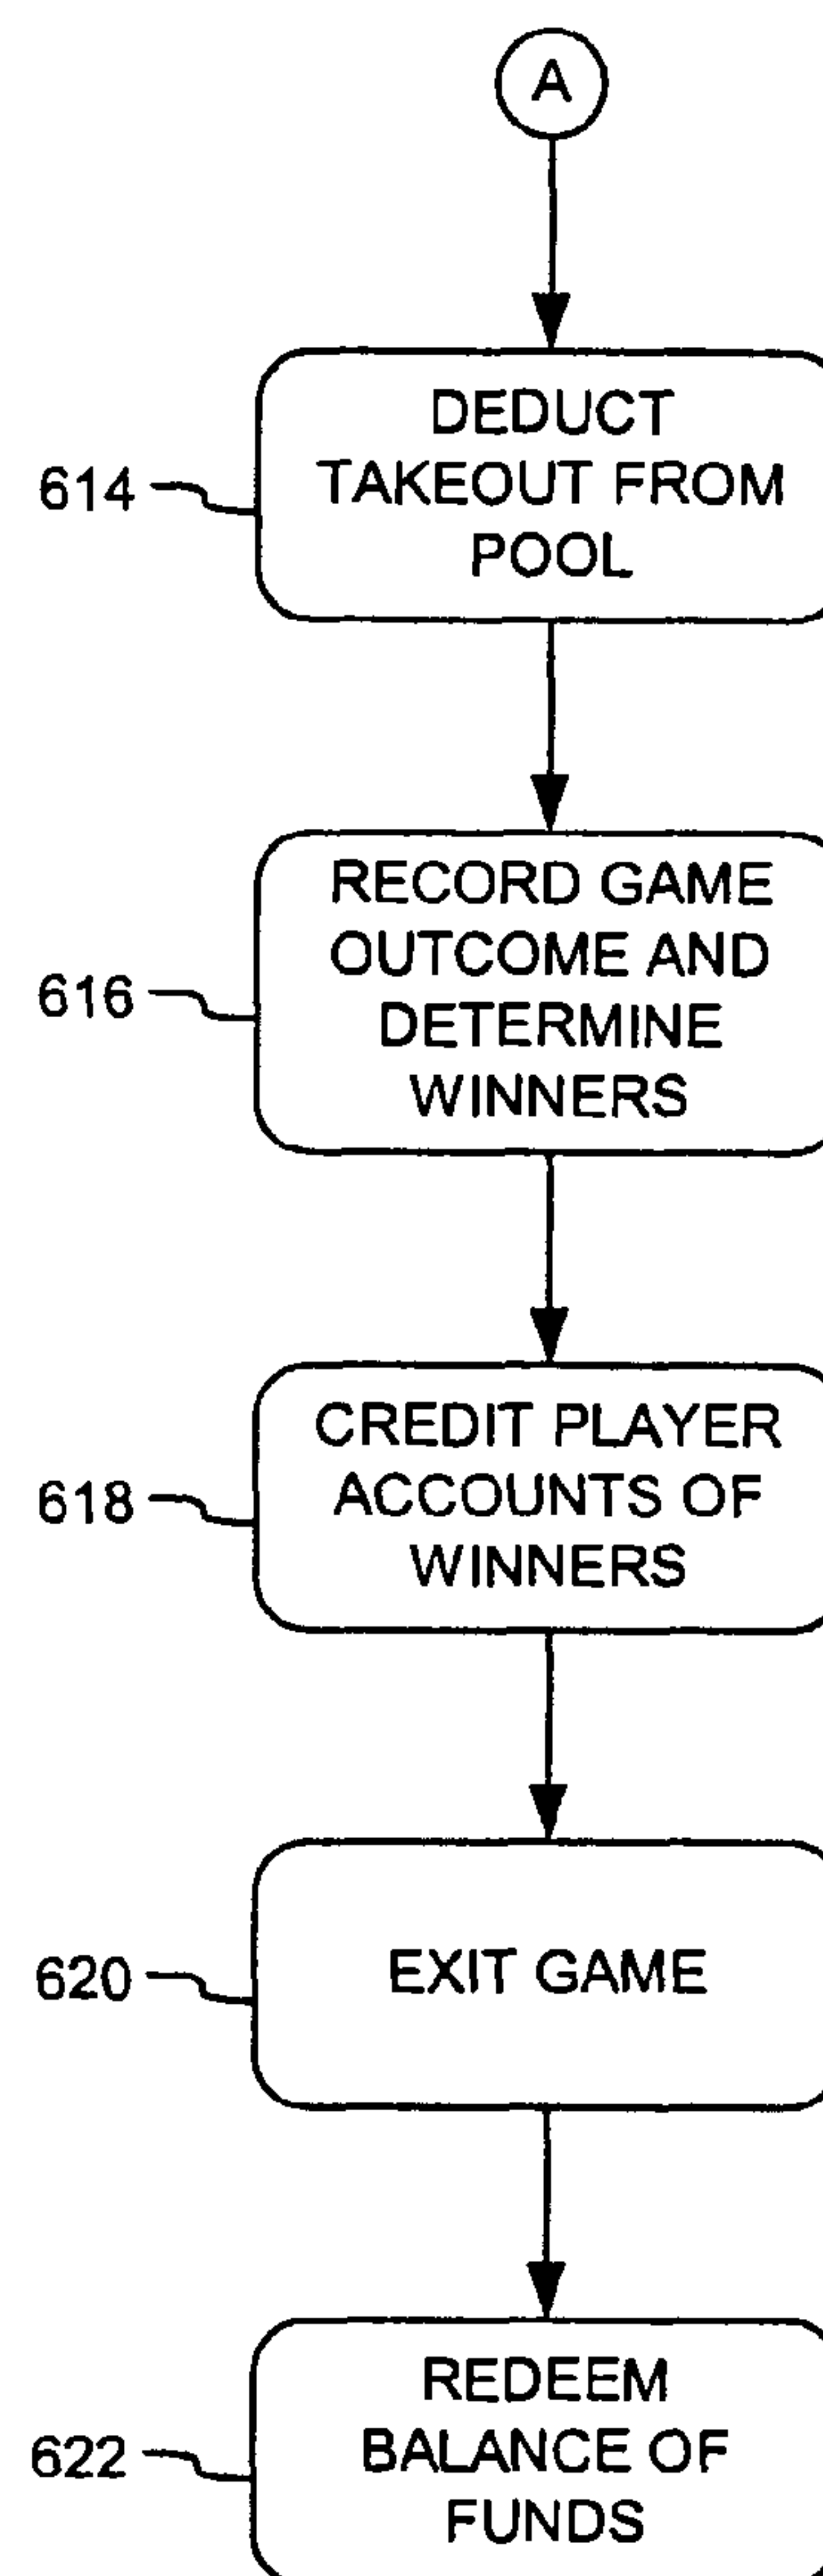 A
614
DEDUCT
TAKEOUT FROM
POOL
616
RECORD GAME
OUTCOME AND
DETERMINE
WINNERS
618
CREDIT PLAYER
ACCOUNTS OF
WINNERS
620
EXIT GAME
622
REDEEM
BALANCE OF
FUNDS